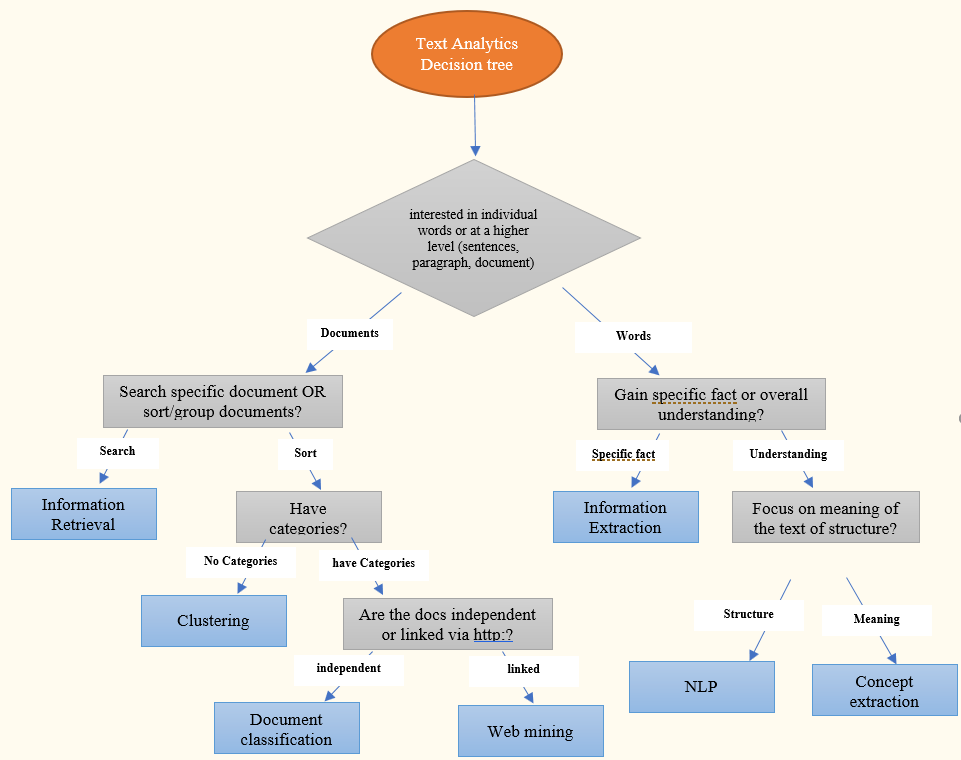 Text Analytics
Decision tree
interested in individual
words or at a higher
level (sentences,
paragraph, document)
Documents
Words
Search specific document OR
sort/group documents?
Gain specific fact or overall
understanding?
Search
Sort
Specific fact
Understanding
Information
Retrieval
Have
categories?
Information
Extraction
Focus on meaning of
the text of structure?
No Categories
have Categories
Clustering
Are the docs independent
or linked via http:?
Structure
Meaning
independent
linked
NLP
Concept
extraction
Document
classification
Web mining